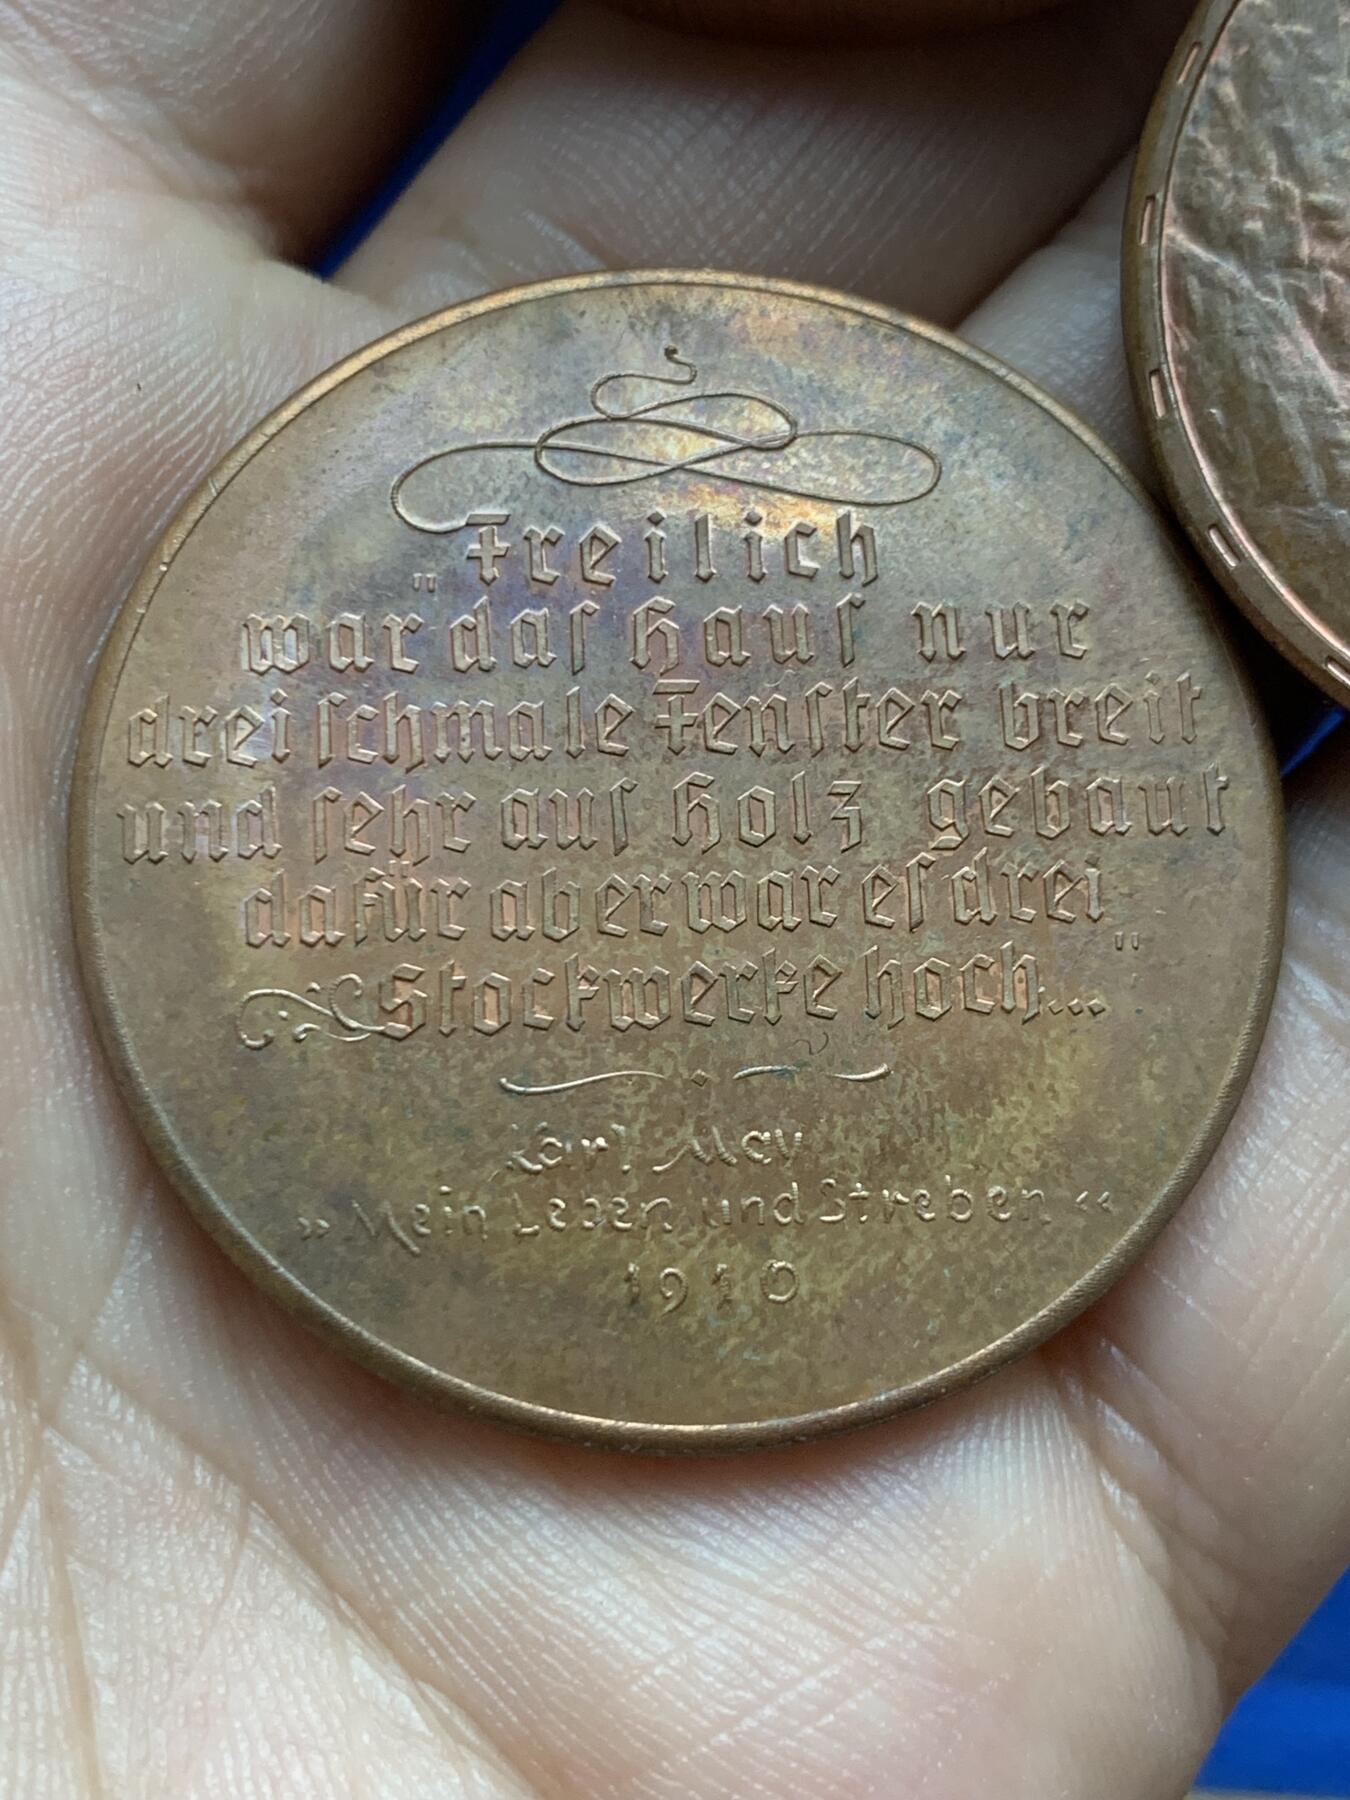 „Freilich
war daſ Hauſ nur
drei ſchmale Fenſter breit
und ſehr auſ Holz gebaut
dafür aber war eſ drei
Stockwerke hoch..."
Karl May
»Mein Leben und Streben«
1910